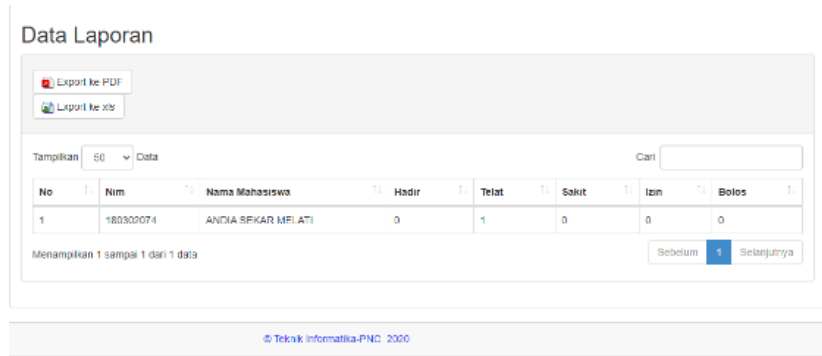 Data Laporan
Export ke PDF
Export ke xls
Tampilkan 50 Data Cari
No Nim Nama Mahasiswa Hadir Telat Sakit Izin Bolos
1 180302074 ANDIA SEKAR MELATI 0 1 0 0 0
Menampilkan 1 sampai 1 dari 1 data Sebelum 1 Selanjutnya
© Teknik Informatika-PNC 2020